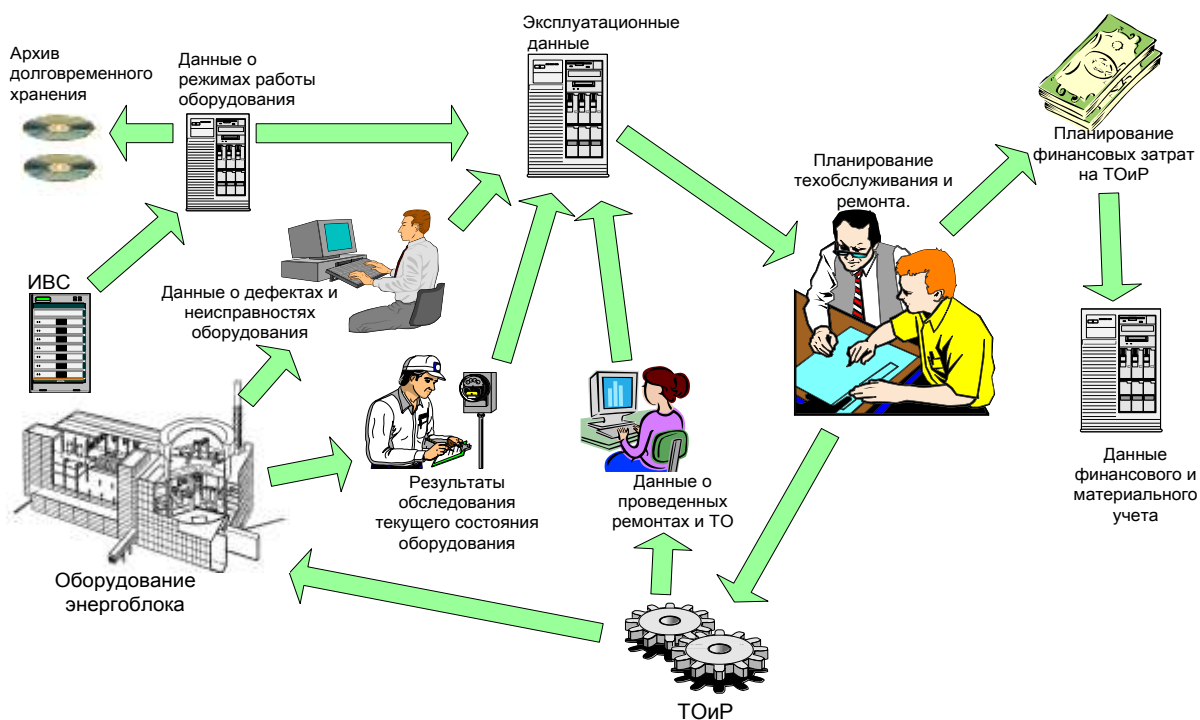 Архив
долговременного
хранения
Данные о
режимах работы
оборудования
Эксплуатационные
данные
Планирование
финансовых затрат
на ТОиР
Планирование
техобслуживания и
ремонта.
ИВС
Данные о дефектах и
неисправностях
оборудования
Результаты
обследования
текущего состояния
оборудования
Данные о
проведенных
ремонтах и ТО
Данные
финансового и
материального
учета
Оборудование
энергоблока
ТОиР